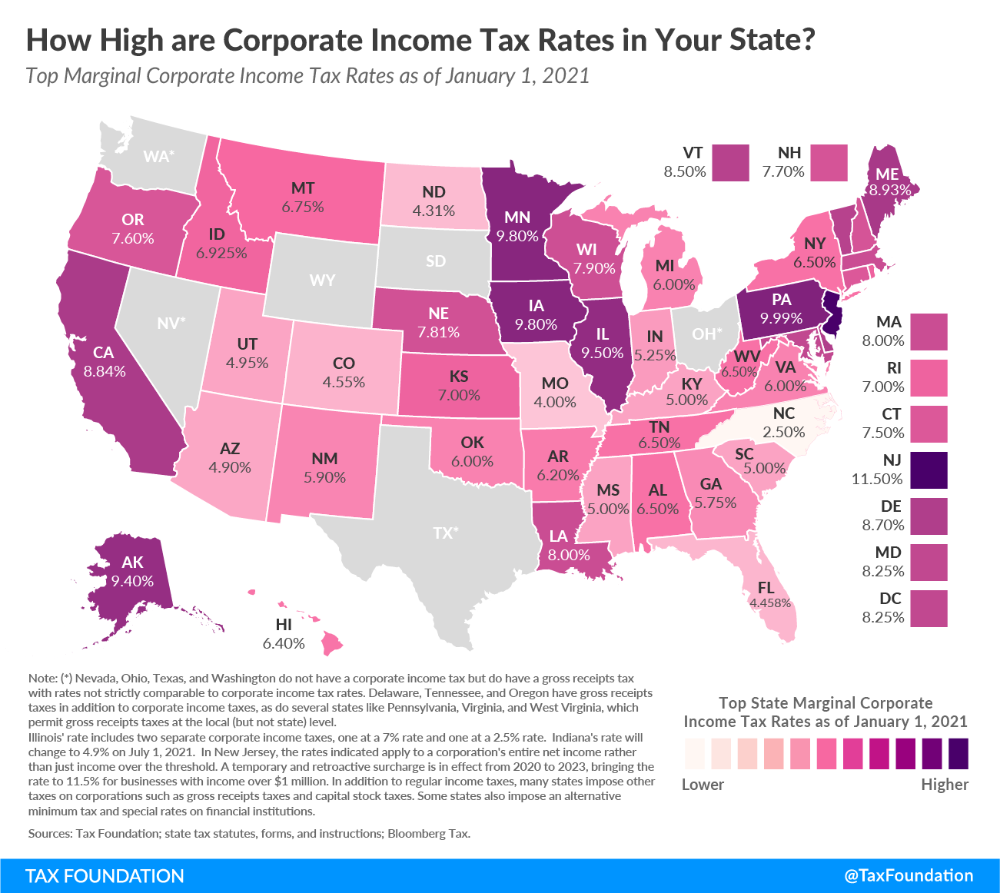 How High are Corporate Income Tax Rates in Your State?
Top Marginal Corporate Income Tax Rates as of January 1, 2021
WA*
OR
7.60%
ID
6.925%
MT
6.75%
ND
4.31%
MN
9.80%
WI
7.90%
MI
6.00%
VT
8.50%
NH
7.70%
ME
8.93%
NY
6.50%
CA
8.84%
NV*
UT
4.95%
WY
SD
NE
7.81%
IA
9.80%
IL
9.50%
IN
5.25%
OH*
PA
9.99%
CO
4.55%
KS
7.00%
MO
4.00%
KY
5.00%
WV
6.50%
VA
6.00%
NC
2.50%
TN
6.50%
SC
5.00%
AZ
4.90%
NM
5.90%
OK
6.00%
AR
6.20%
MS
5.00%
AL
6.50%
GA
5.75%
TX*
LA
8.00%
FL
4.458%
AK
9.40%
HI
6.40%
MA
8.00%
RI
7.00%
CT
7.50%
NJ
11.50%
DE
8.70%
MD
8.25%
DC
8.25%
Note: (*) Nevada, Ohio, Texas, and Washington do not have a corporate income tax but do have a gross receipts tax
with rates not strictly comparable to corporate income tax rates. Delaware, Tennessee, and Oregon have gross receipts
taxes in addition to corporate income taxes, as do several states like Pennsylvania, Virginia, and West Virginia, which
permit gross receipts taxes at the local (but not state) level.
Illinois' rate includes two separate corporate income taxes, one at a 7% rate and one at a 2.5% rate. Indiana's rate will
change to 4.9% on July 1, 2021. In New Jersey, the rates indicated apply to a corporation's entire net income rather
than just income over the threshold. A temporary and retroactive surcharge is in effect from 2020 to 2023, bringing the
rate to 11.5% for businesses with income over $1 million. In addition to regular income taxes, many states impose other
taxes on corporations such as gross receipts taxes and capital stock taxes. Some states also impose an alternative
minimum tax and special rates on financial institutions.
Sources: Tax Foundation; state tax statutes, forms, and instructions; Bloomberg Tax.
Top State Marginal Corporate
Income Tax Rates as of January 1, 2021
Lower
Higher
TAX FOUNDATION
@TaxFoundation